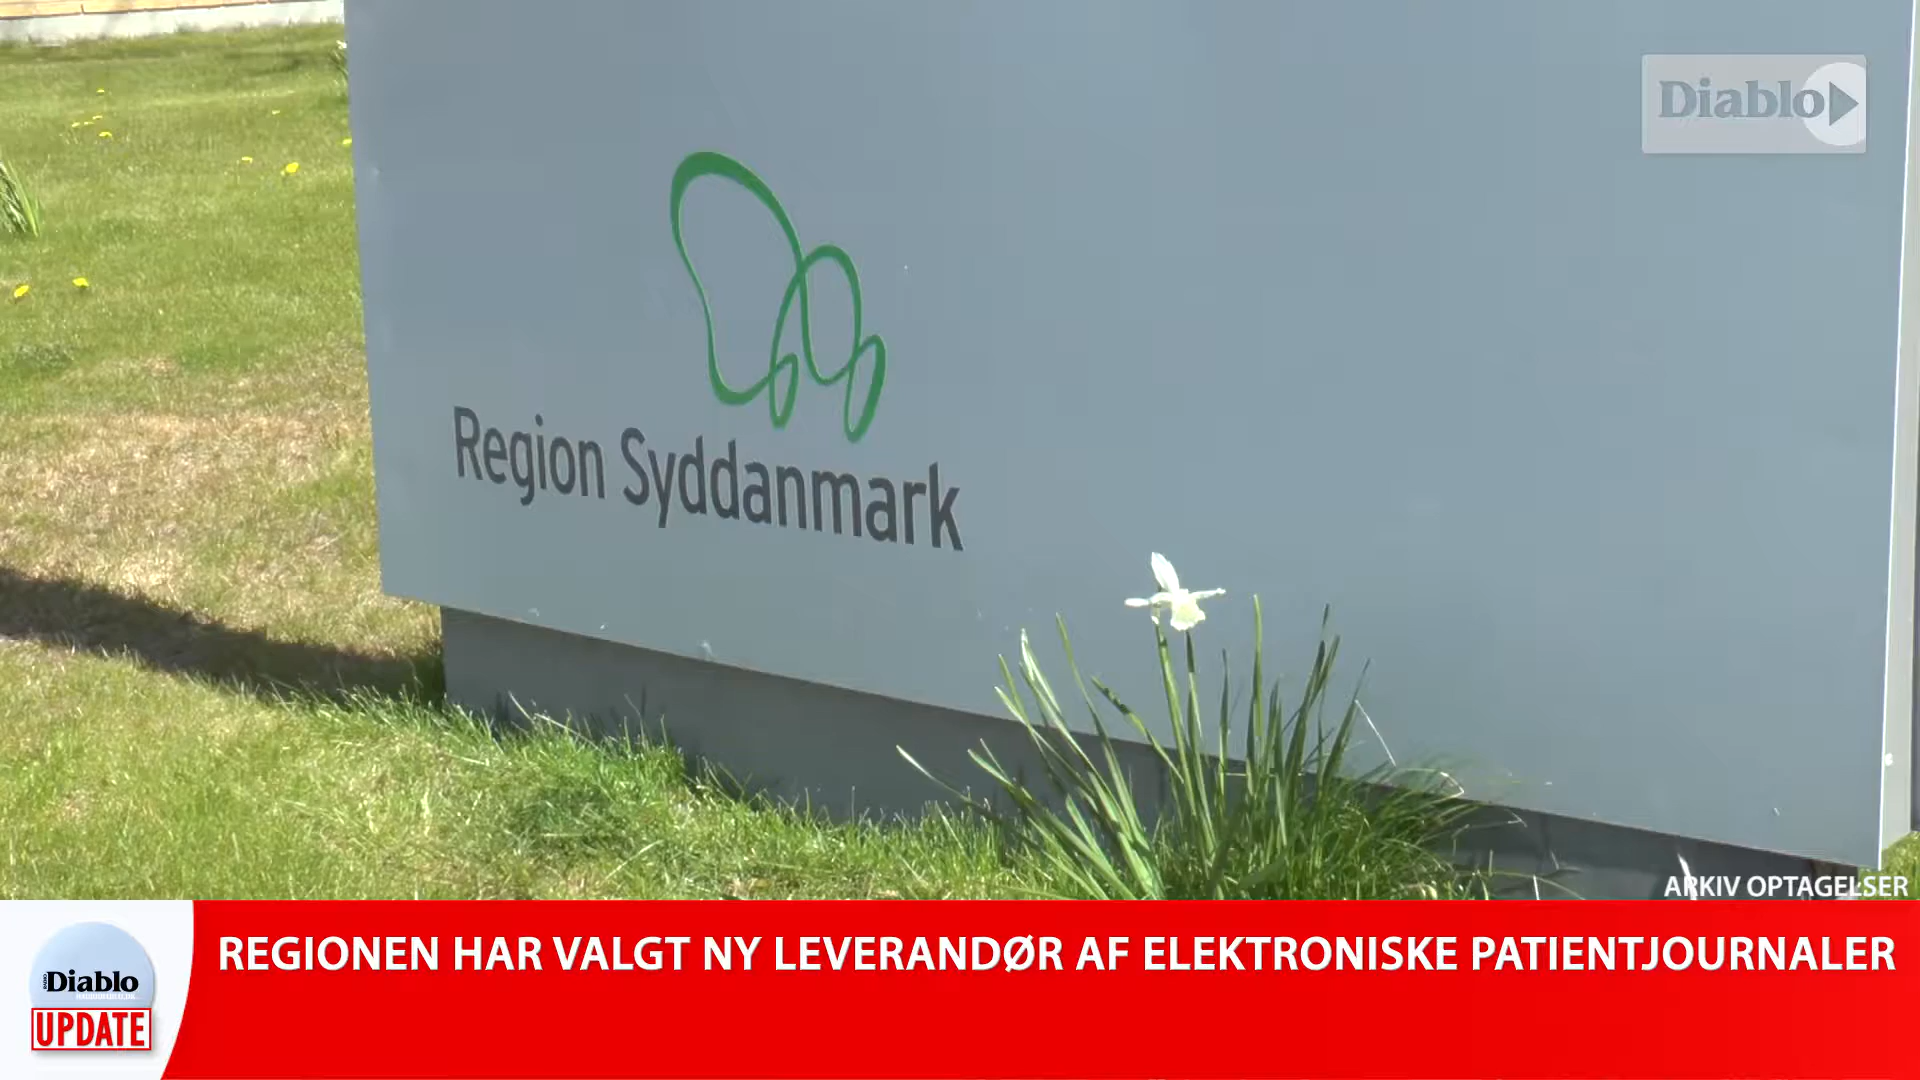 Diablo
Region Syddanmark
ARKIV OPTAGELSER
REGIONEN HAR VALGT NY LEVERANDØR AF ELEKTRONISKE PATIENTJOURNALER
Diablo
UPDATE